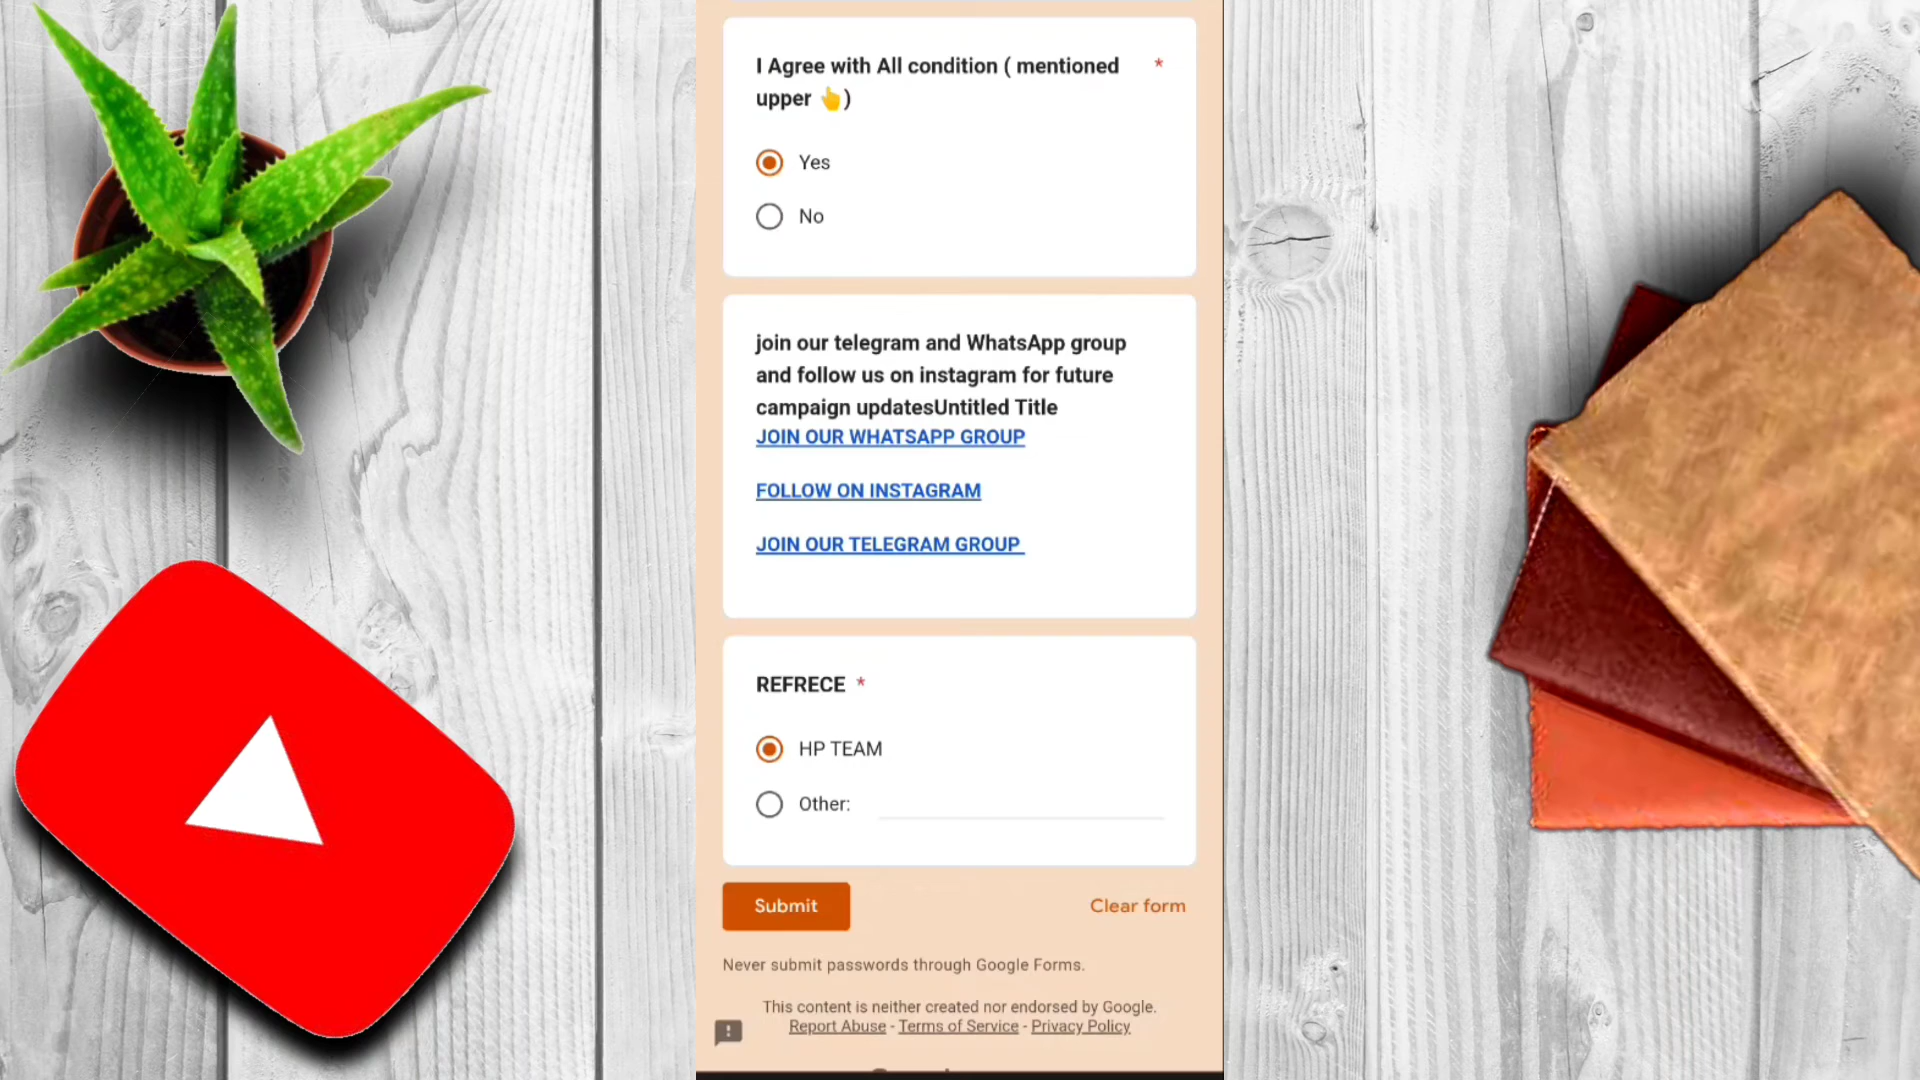 I Agree with All condition ( mentioned *
upper 👆)
Yes
No
join our telegram and WhatsApp group
and follow us on instagram for future
campaign updatesUntitled Title
JOIN OUR WHATSAPP GROUP
FOLLOW ON INSTAGRAM
JOIN OUR TELEGRAM GROUP
REFRECE *
HP TEAM
Other:
Submit
Clear form
Never submit passwords through Google Forms.
This content is neither created nor endorsed by Google.
Report Abuse - Terms of Service - Privacy Policy